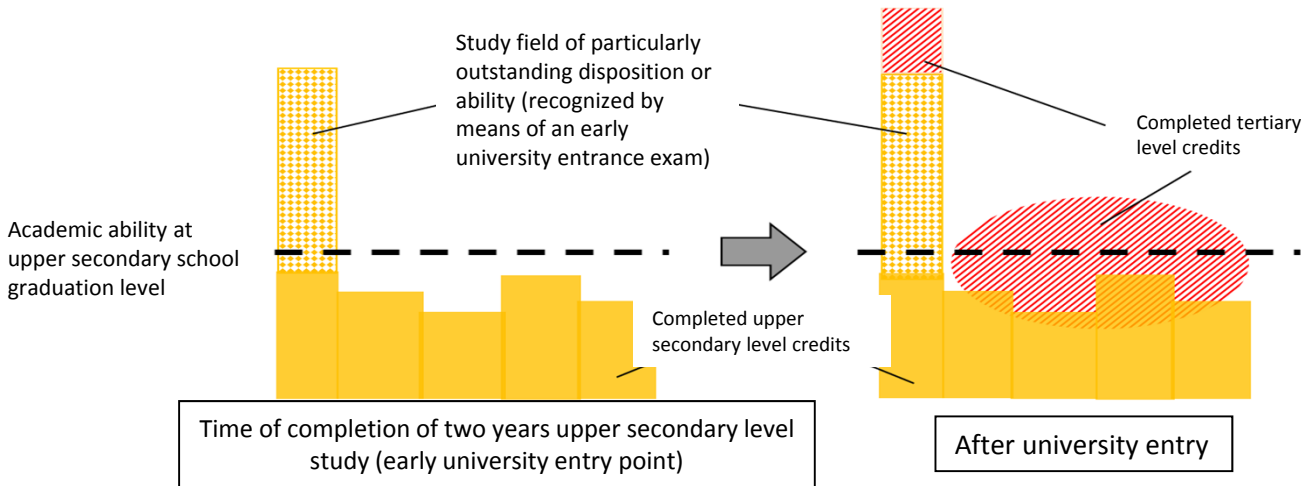 Study field of particularly
outstanding disposition or
ability (recognized by
means of an early
university entrance exam)
Completed tertiary
level credits
Academic ability at
upper secondary school
graduation level
Completed upper
secondary level credits
Time of completion of two years upper secondary level
study (early university entry point)
After university entry